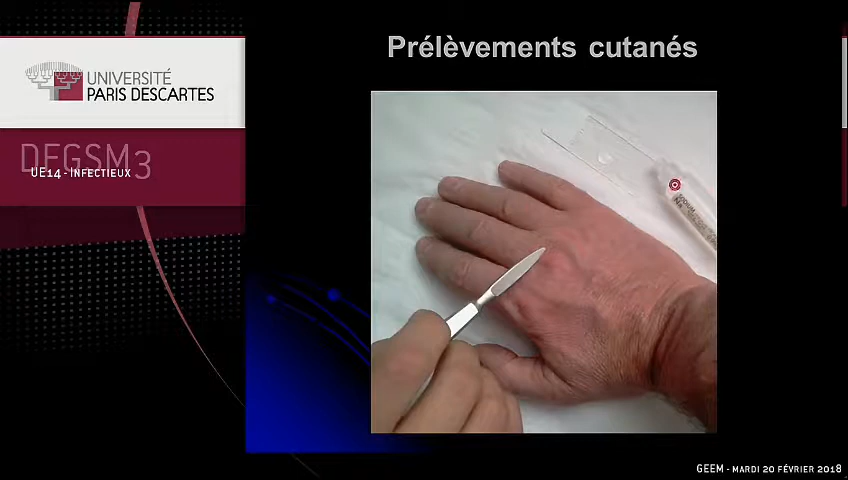 Prélèvements cutanés
UNIVERSITÉ
PARIS DESCARTES
DFGSM3
UE14 - INFECTIEUX
GEEM - MARDI 20 FÉVRIER 2018